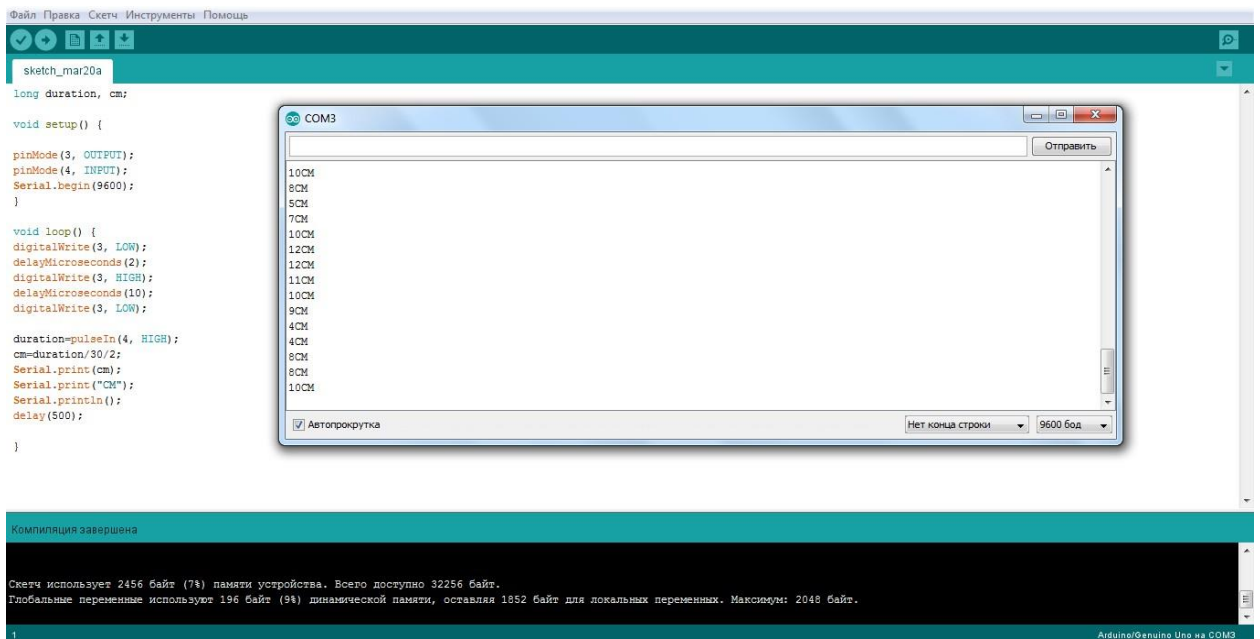 Файл Правка Скетч Инструменты Помощь
sketch_mar20a
long duration, cm;
void setup() {
pinMode(3, OUTPUT);
pinMode(4, INPUT);
Serial.begin(9600);
}
void loop() {
digitalWrite(3, LOW);
delayMicroseconds(2);
digitalWrite(3, HIGH);
delayMicroseconds(10);
digitalWrite(3, LOW);
duration=pulseIn(4, HIGH);
cm=duration/30/2;
Serial.print(cm);
Serial.print("CM");
Serial.println();
delay(500);
}
COM3
Отправить
10CM
8CM
5CM
7CM
10CM
12CM
12CM
11CM
10CM
9CM
4CM
4CM
8CM
8CM
10CM
Автопрокрутка
Нет конца строки
9600 бод
Компиляция завершена
Скетч использует 2456 байт (7%) памяти устройства. Всего доступно 32256 байт.
Глобальные переменные используют 196 байт (9%) динамической памяти, оставляя 1852 байт для локальных переменных. Максимум: 2048 байт.
1
Arduino/Genuino Uno на COM3